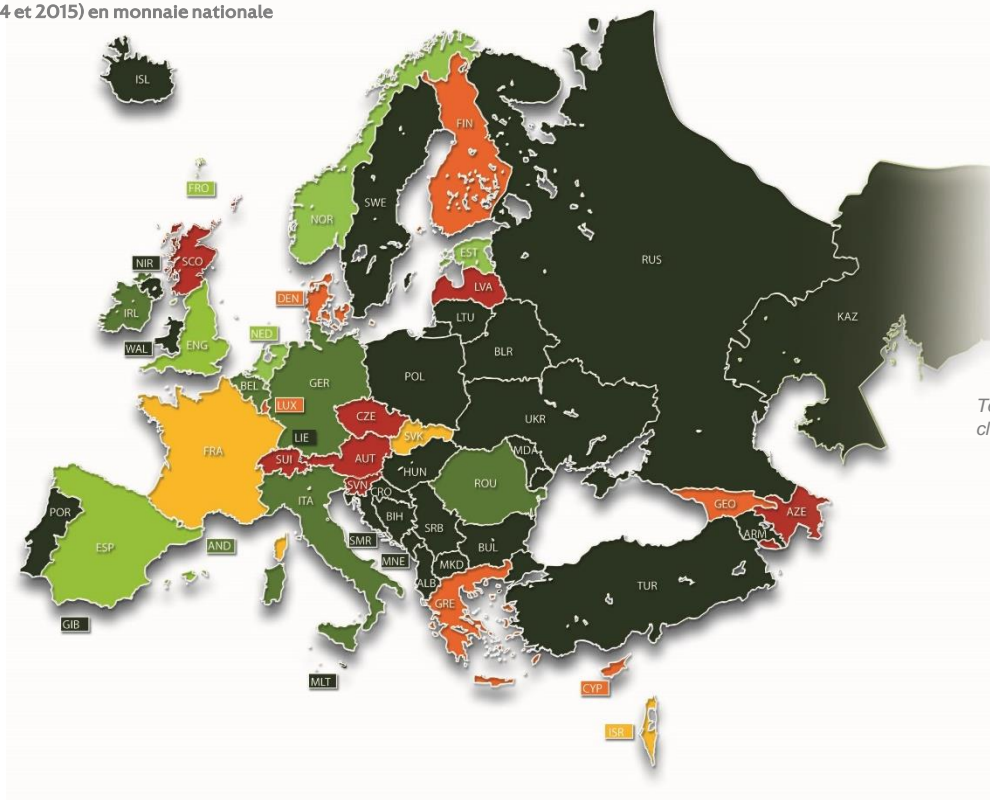 4 et 2015) en monnaie nationale
ISL
FIN
FRO
NOR
SWE
EST
NIR
SCO
RUS
LVA
DEN
IRL
LTU
KAZ
NED
WAL
ENG
BLR
BEL
GER
POL
LUX
CZE
UKR
LIE
SVK
FRA
MDA
SUI
AUT
HUN
ROU
SVN
CRO
ITA
GEO
AZE
POR
BIH
SRB
ARM
ESP
AND
SMR
BUL
MNE
MKD
ALB
TUR
GRE
GIB
MLT
CYP
ISR